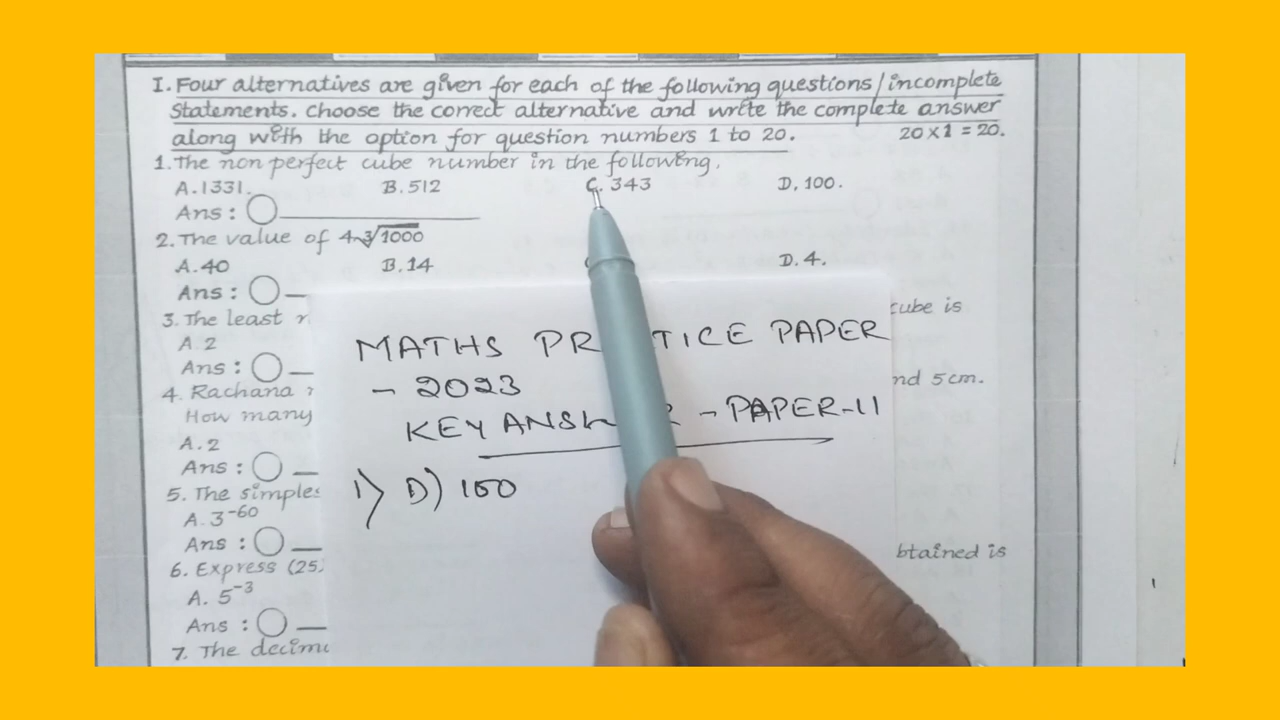 I. Four alternatives are given for each of the following questions/incomplete
Statements. Choose the correct alternative and write the complete answer
along with the option for question numbers 1 to 20. 20 X 1 = 20.
1. The non perfect cube number in the following.
A. 1331. B. 512 C. 343 D. 100.
Ans :
2. The value of 4∛1000
A. 40 B. 14 D. 4.
Ans :
3. The least cube is
A. 2
Ans :
4. Rachana nd 5cm.
How many
A. 2
Ans :
5. The simples
A. 3⁻⁶⁰
Ans :
6. Express (25 btained is
A. 5⁻³
Ans :
7. The decim
MATHS PR TICE PAPER
- 2023
KEY ANSW R - PAPER-11
1) D) 100